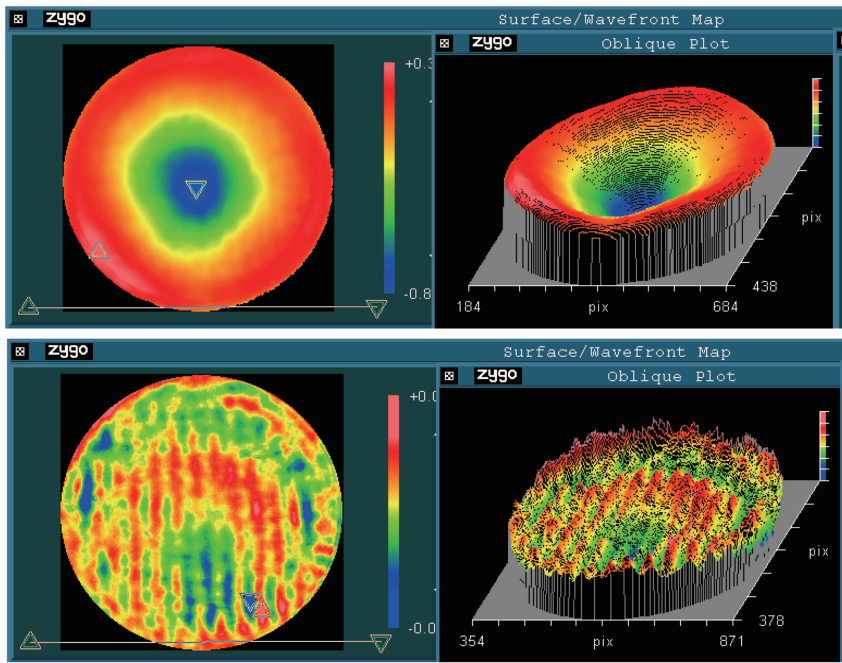 zygo Surface/Wavefront Map
zygo Oblique Plot
+0.3
-0.8
pix
438
184 pix 684
zygo Surface/Wavefront Map
zygo Oblique Plot
+0.0
-0.0
pix
378
354 pix 871